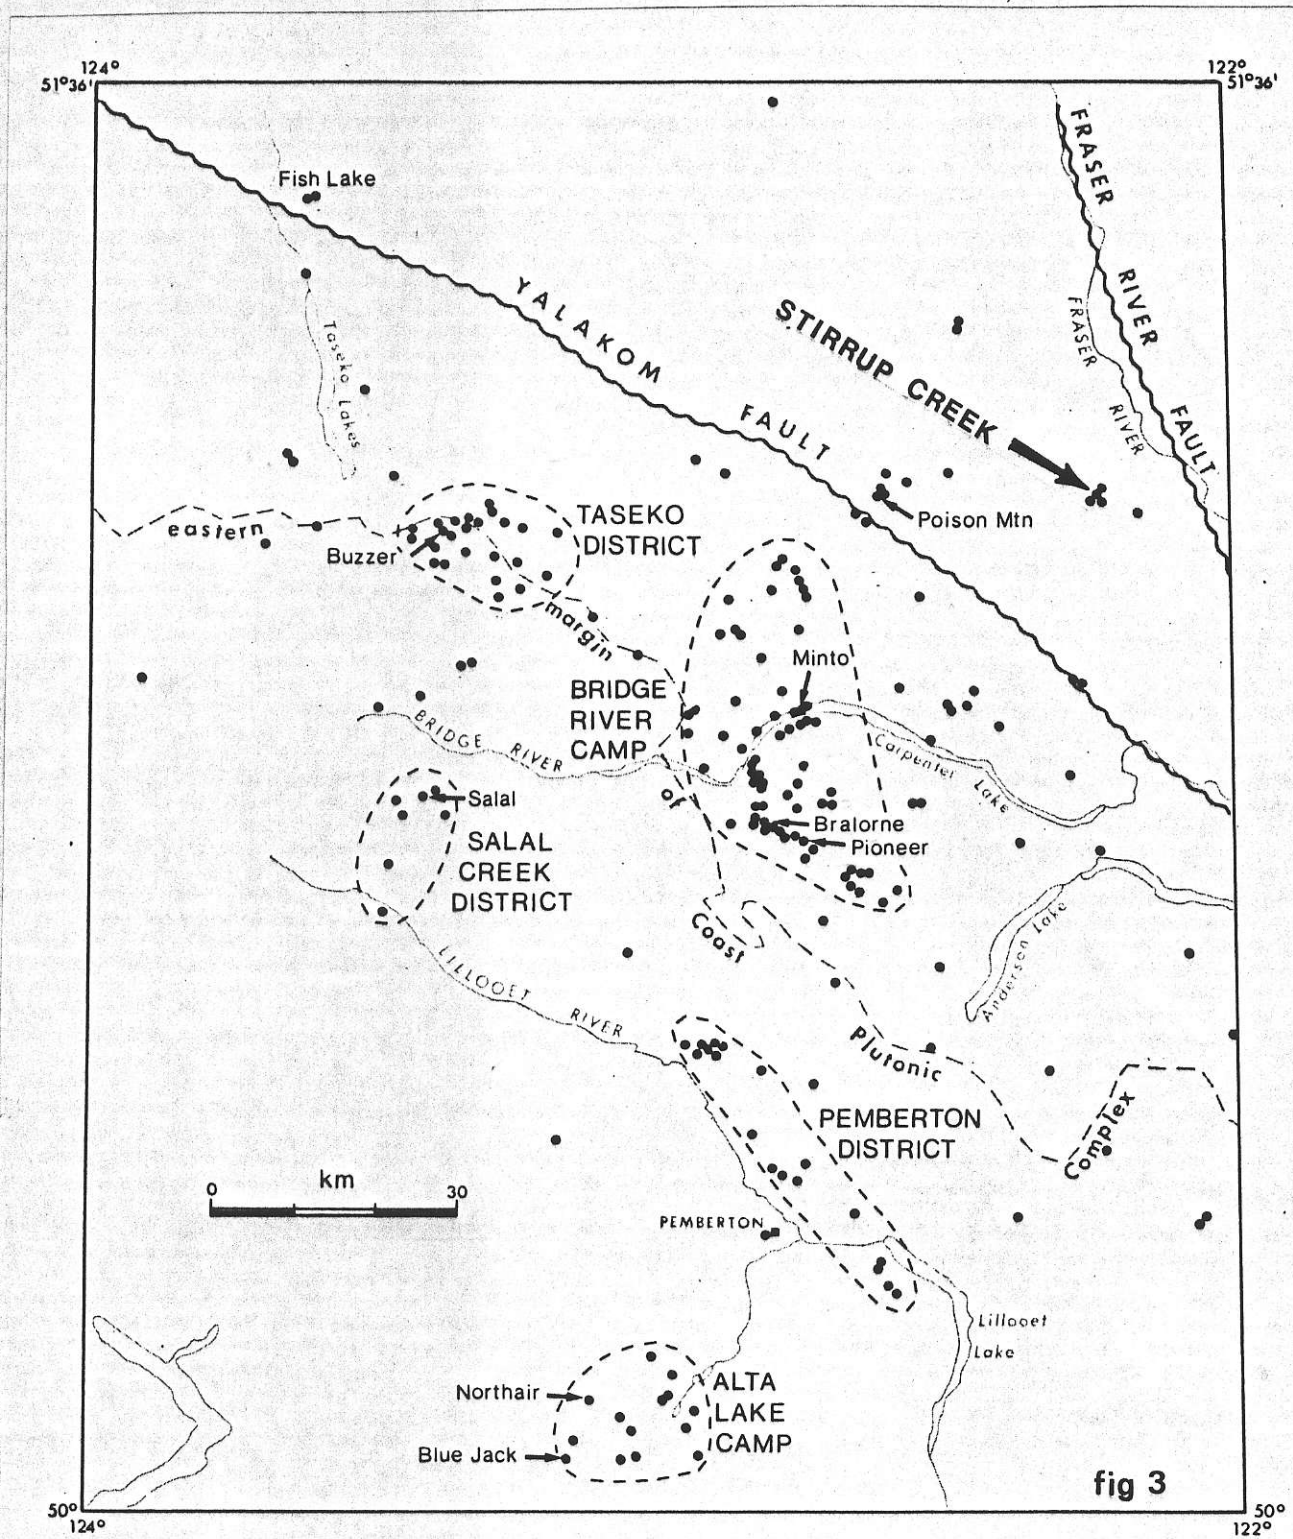 124°
122°
51°36'
51°36'
Fish Lake
FRASER RIVER FAULT
FRASER RIVER
YALAKOM FAULT
STIRRUP CREEK
Taseko Lakes
Poison Mtn
TASEKO
DISTRICT
eastern
Buzzer
margin
Minto
BRIDGE
RIVER
CAMP
BRIDGE RIVER
Carpenter Lake
of
Salal
Bralorne
Pioneer
SALAL
CREEK
DISTRICT
Coast
Anderson Lake
LILLOOET RIVER
Plutonic
Complex
PEMBERTON
DISTRICT
km
0
30
PEMBERTON
Lillooet
Lake
Northair
ALTA
LAKE
CAMP
Blue Jack
fig 3
50°
50°
124°
122°